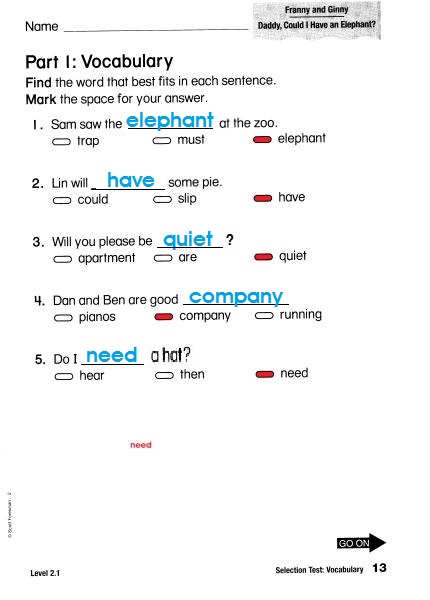 Franny and Ginny
Daddy, Could I Have an Elephant?
Name
Part 1: Vocabulary
Find the word that best fits in each sentence.
Mark the space for your answer.
1. Sam saw the elephant at the zoo.
trap must elephant
2. Lin will have some pie.
could slip have
3. Will you please be quiet ?
apartment are quiet
4. Dan and Ben are good company
pianos company running
5. Do I need a hat?
hear then need
need
© Scott Foresman 2
GO ON
Level 2.1
Selection Test: Vocabulary 13